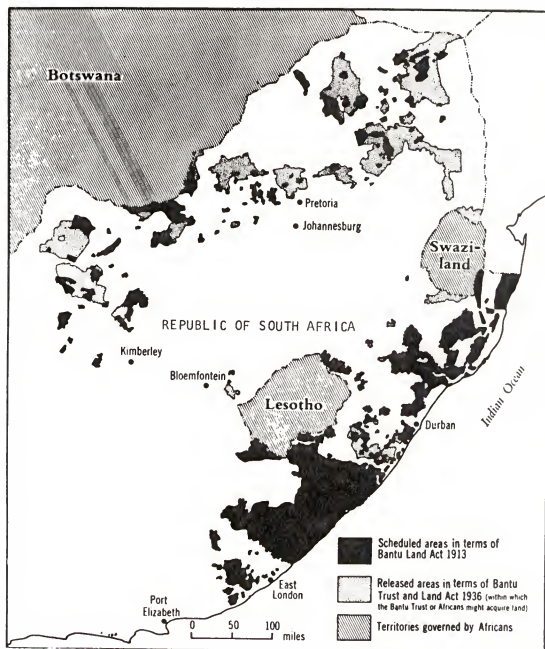 Botswana
Pretoria
Johannesburg
Swazi-
land
REPUBLIC OF SOUTH AFRICA
Kimberley
Bloemfontein
Lesotho
Durban
Indian Ocean
East
London
Port
Elizabeth
0 50 100
miles
Scheduled areas in terms of
Bantu Land Act 1913
Released areas in terms of Bantu
Trust and Land Act 1936 (within which
the Bantu Trust or Africans might acquire land)
Territories governed by Africans